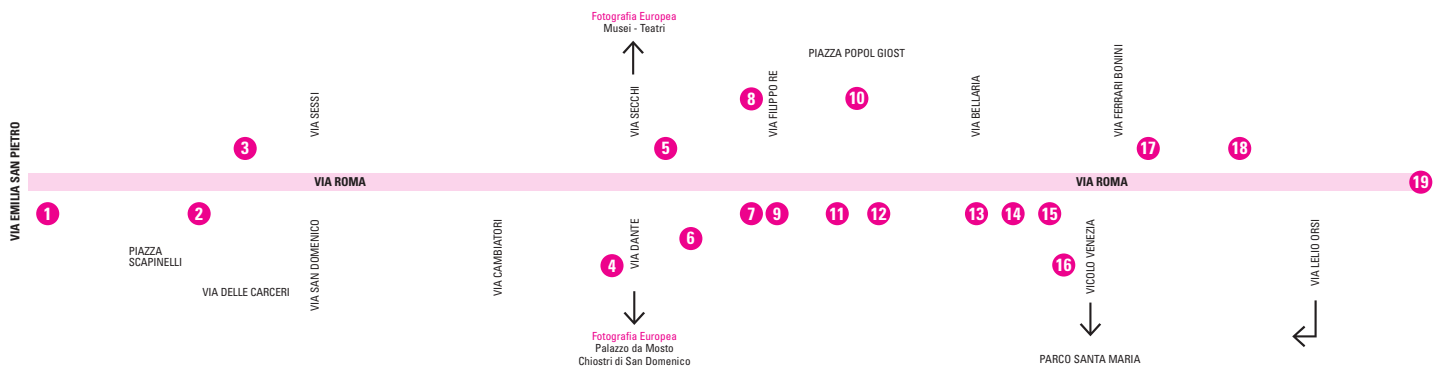 Fotografia Europea
Musei - Teatri
PIAZZA POPOL GIOST
VIA EMILIA SAN PIETRO
VIA SESSI
VIA SECCHI
VIA FILIPPO RE
VIA BELLARIA
VIA FERRARI BONINI
8
10
3
5
17
18
VIA ROMA
VIA ROMA
19
1
2
7
9
11
12
13
14
15
6
4
16
PIAZZA
SCAPINELLI
VIA DELLE CARCERI
VIA SAN DOMENICO
VIA CAMBIATORI
VIA DANTE
VICOLO VENEZIA
VIA LELIO ORSI
Fotografia Europea
Palazzo da Mosto
Chiostri di San Domenico
PARCO SANTA MARIA